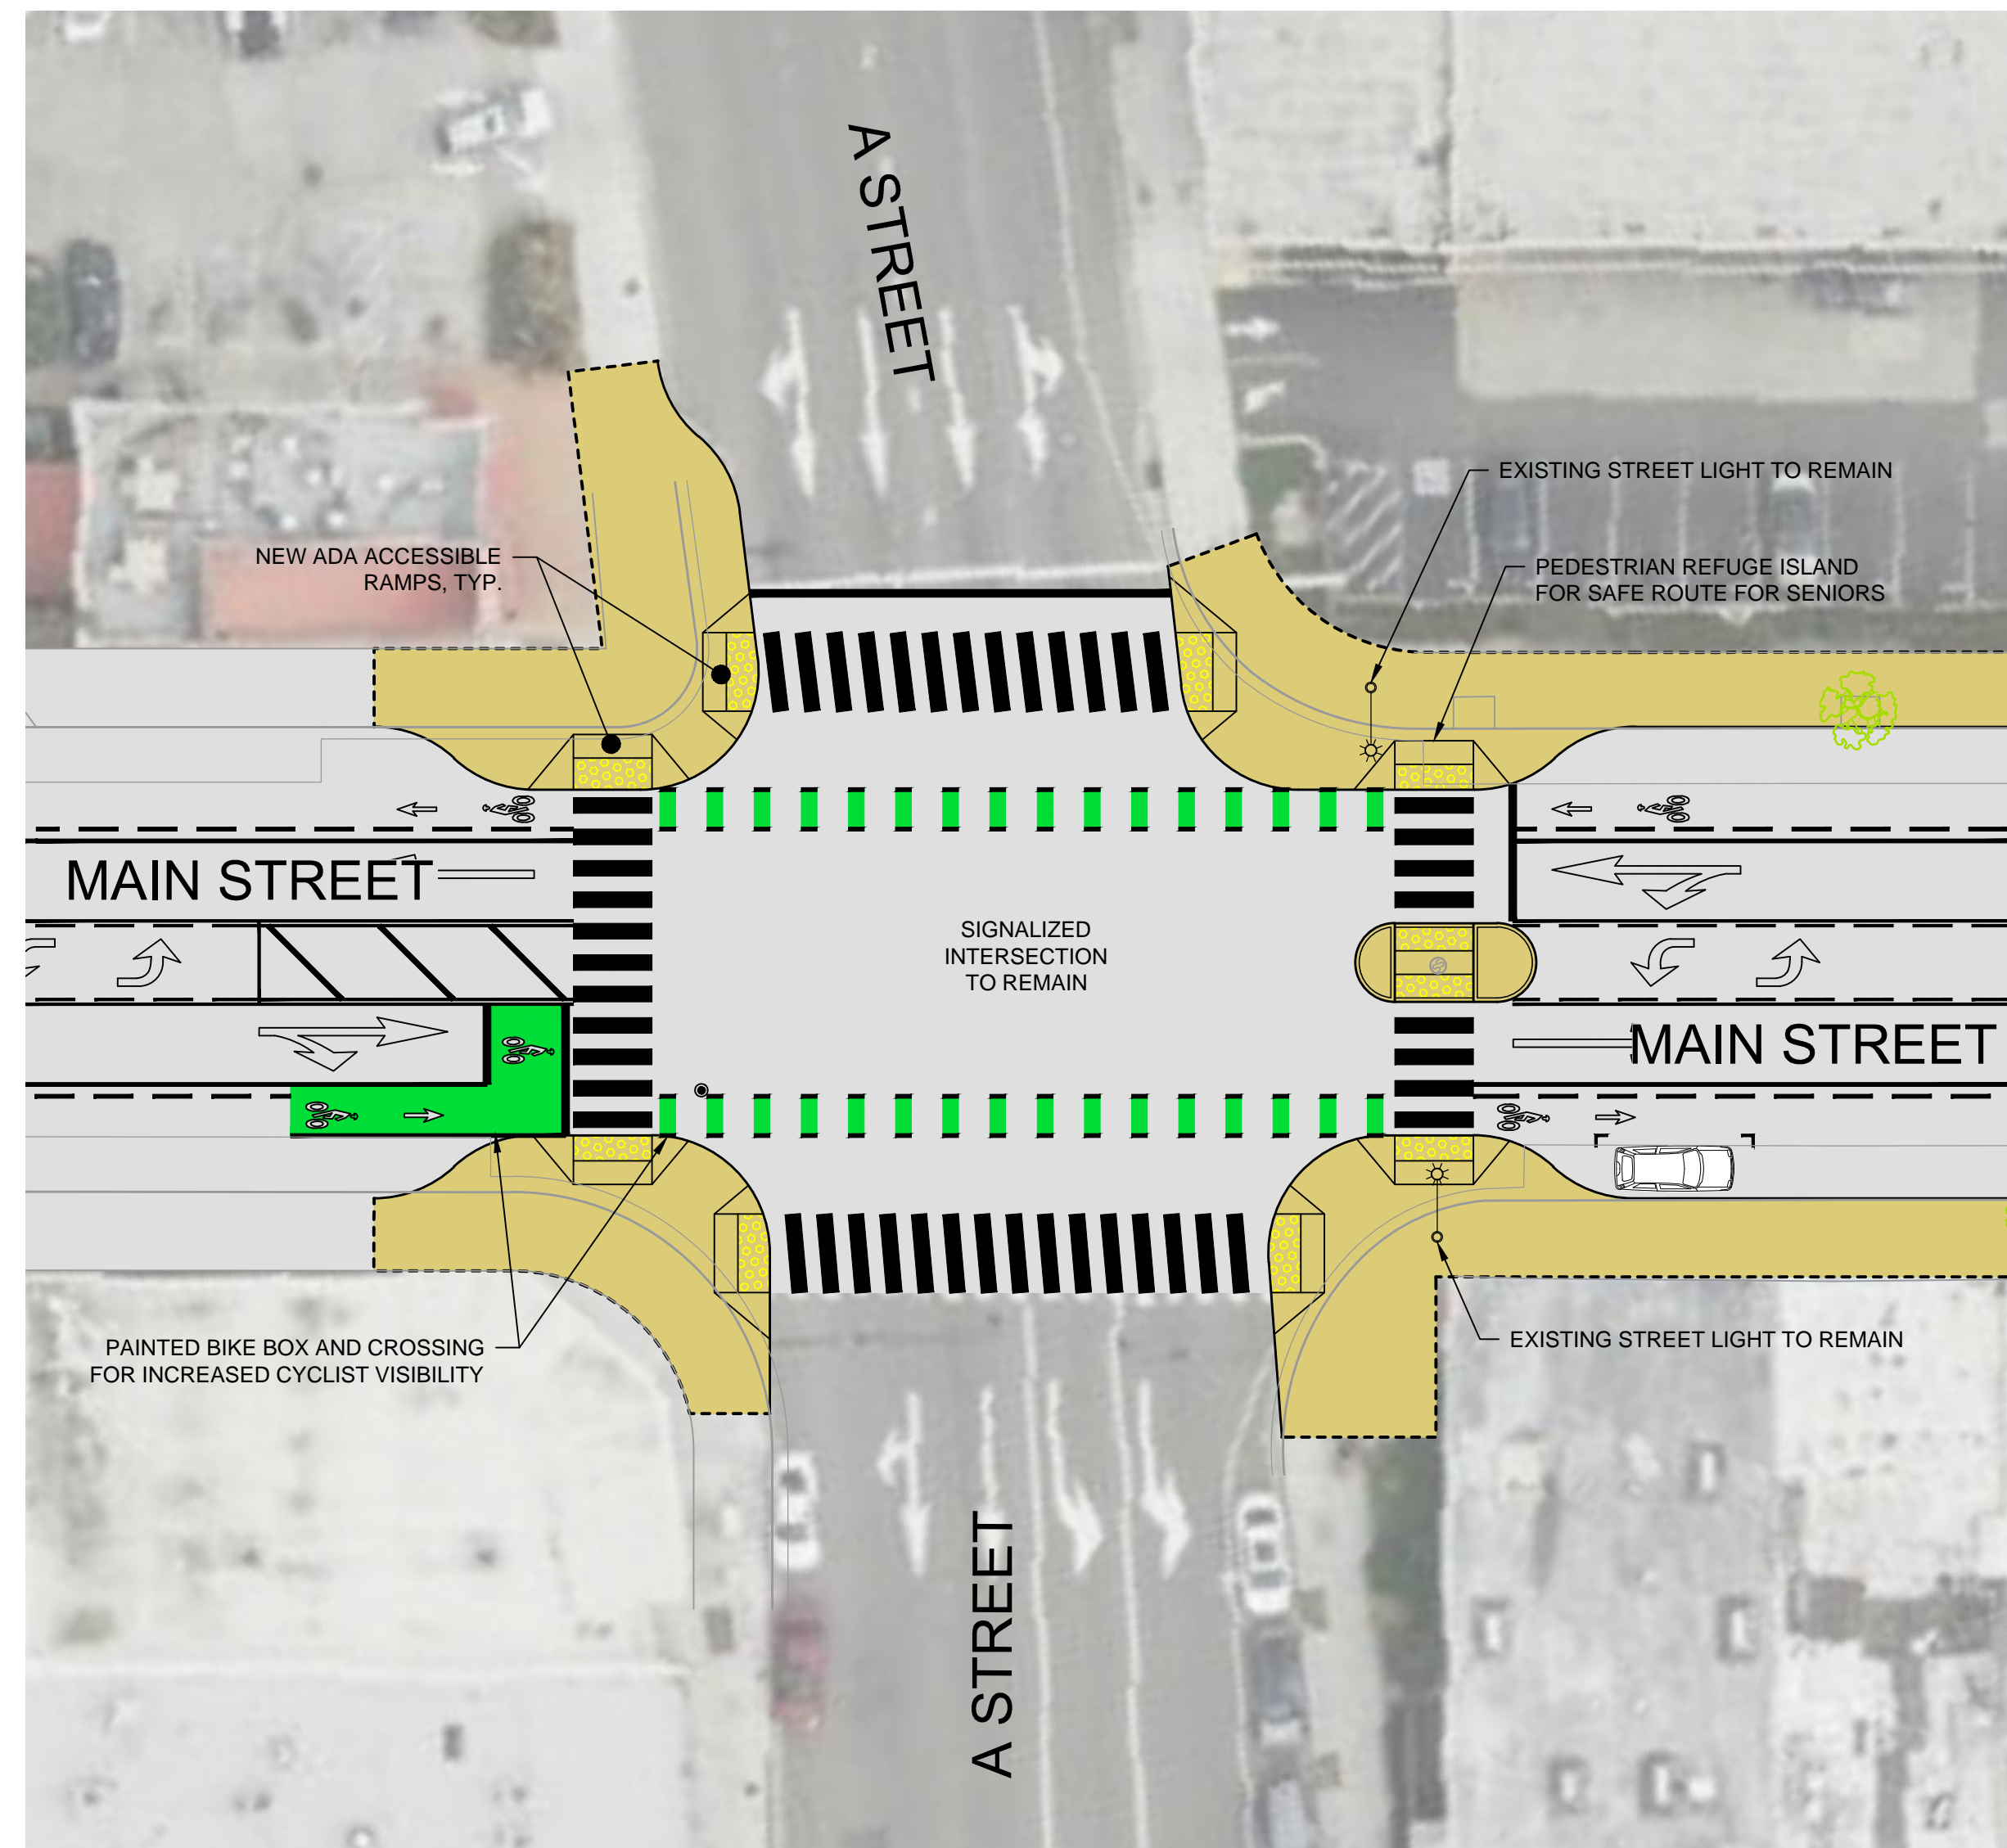 A STREET
EXISTING STREET LIGHT TO REMAIN
NEW ADA ACCESSIBLE
RAMPS, TYP.
PEDESTRIAN REFUGE ISLAND
FOR SAFE ROUTE FOR SENIORS
MAIN STREET
SIGNALIZED
INTERSECTION
TO REMAIN
MAIN STREET
PAINTED BIKE BOX AND CROSSING
FOR INCREASED CYCLIST VISIBILITY
EXISTING STREET LIGHT TO REMAIN
A STREET